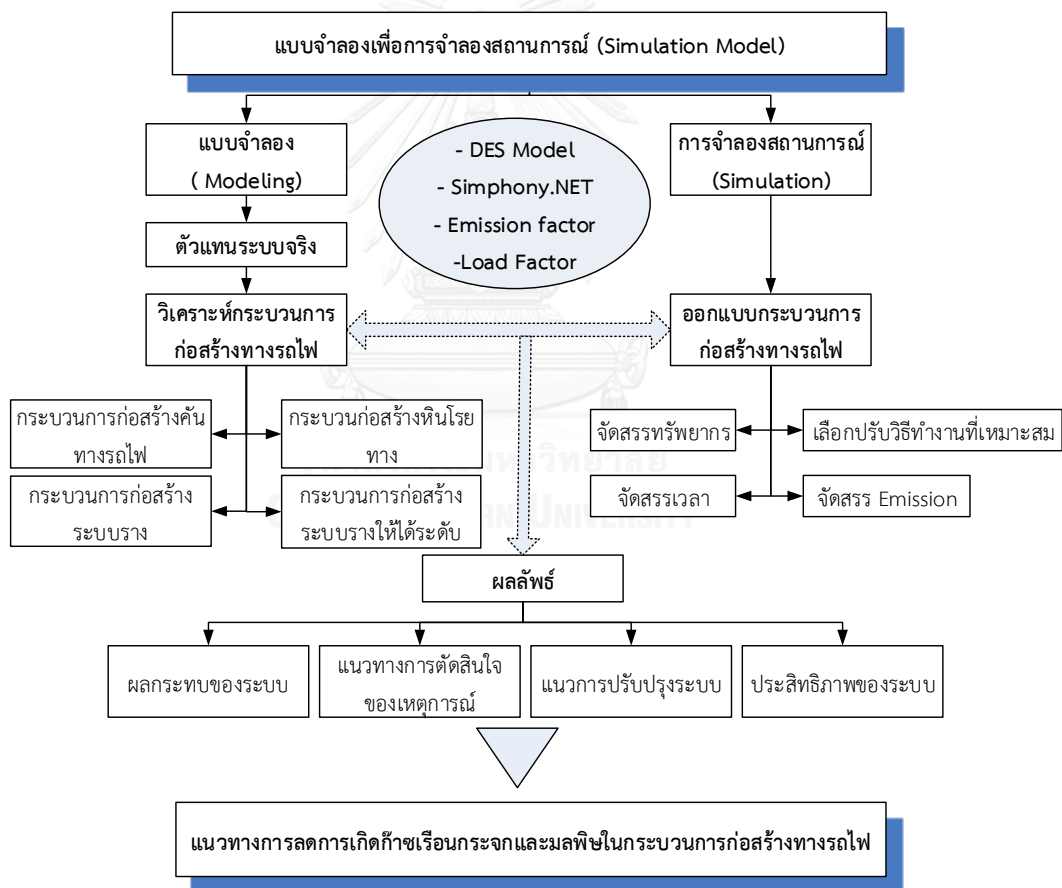 แบบจำลองเพื่อการจำลองสถานการณ์ (Simulation Model)
แบบจำลอง
( Modeling)
- DES Model
- Simphony.NET
- Emission factor
-Load Factor
การจำลองสถานการณ์
(Simulation)
ตัวแทนระบบจริง
วิเคราะห์กระบวนการ
ก่อสร้างทางรถไฟ
ออกแบบกระบวนการ
ก่อสร้างทางรถไฟ
กระบวนการก่อสร้างคัน
ทางรถไฟ
กระบวนก่อสร้างหินโรย
ทาง
กระบวนการก่อสร้าง
ระบบราง
กระบวนการก่อสร้าง
ระบบรางให้ได้ระดับ
จัดสรรทรัพยากร
เลือกปรับวิธีทำงานที่เหมาะสม
จัดสรรเวลา
จัดสรร Emission
มหาวิทยาลัย
UNIVERSITY
ผลลัพธ์
ผลกระทบของระบบ
แนวทางการตัดสินใจ
ของเหตุการณ์
แนวการปรับปรุงระบบ
ประสิทธิภาพของระบบ
แนวทางการลดการเกิดก๊าซเรือนกระจกและมลพิษในกระบวนการก่อสร้างทางรถไฟ